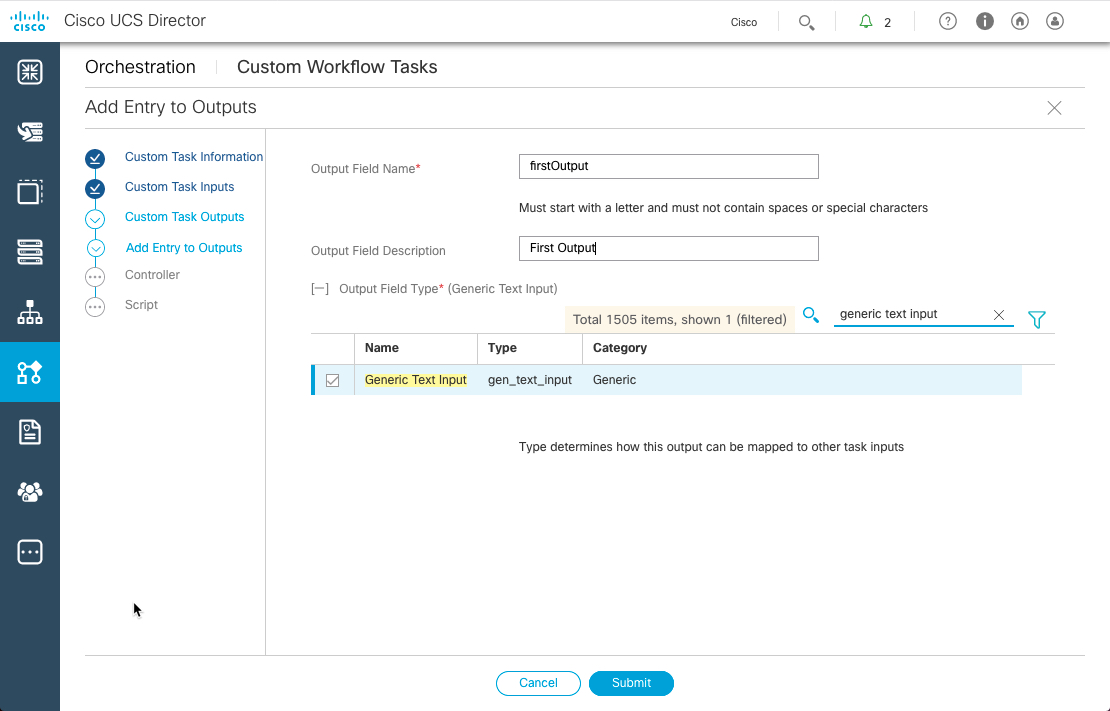 CISCO
Cisco UCS Director
Cisco
2
Orchestration
Custom Workflow Tasks
Add Entry to Outputs
Custom Task Information
Custom Task Inputs
Custom Task Outputs
Add Entry to Outputs
Controller
Script
Output Field Name*
firstOutput
Must start with a letter and must not contain spaces or special characters
Output Field Description
First Output
[—] Output Field Type* (Generic Text Input)
Total 1505 items, shown 1 (filtered)
generic text input
Name Type Category
Generic Text Input gen_text_input Generic
Type determines how this output can be mapped to other task inputs
Cancel Submit